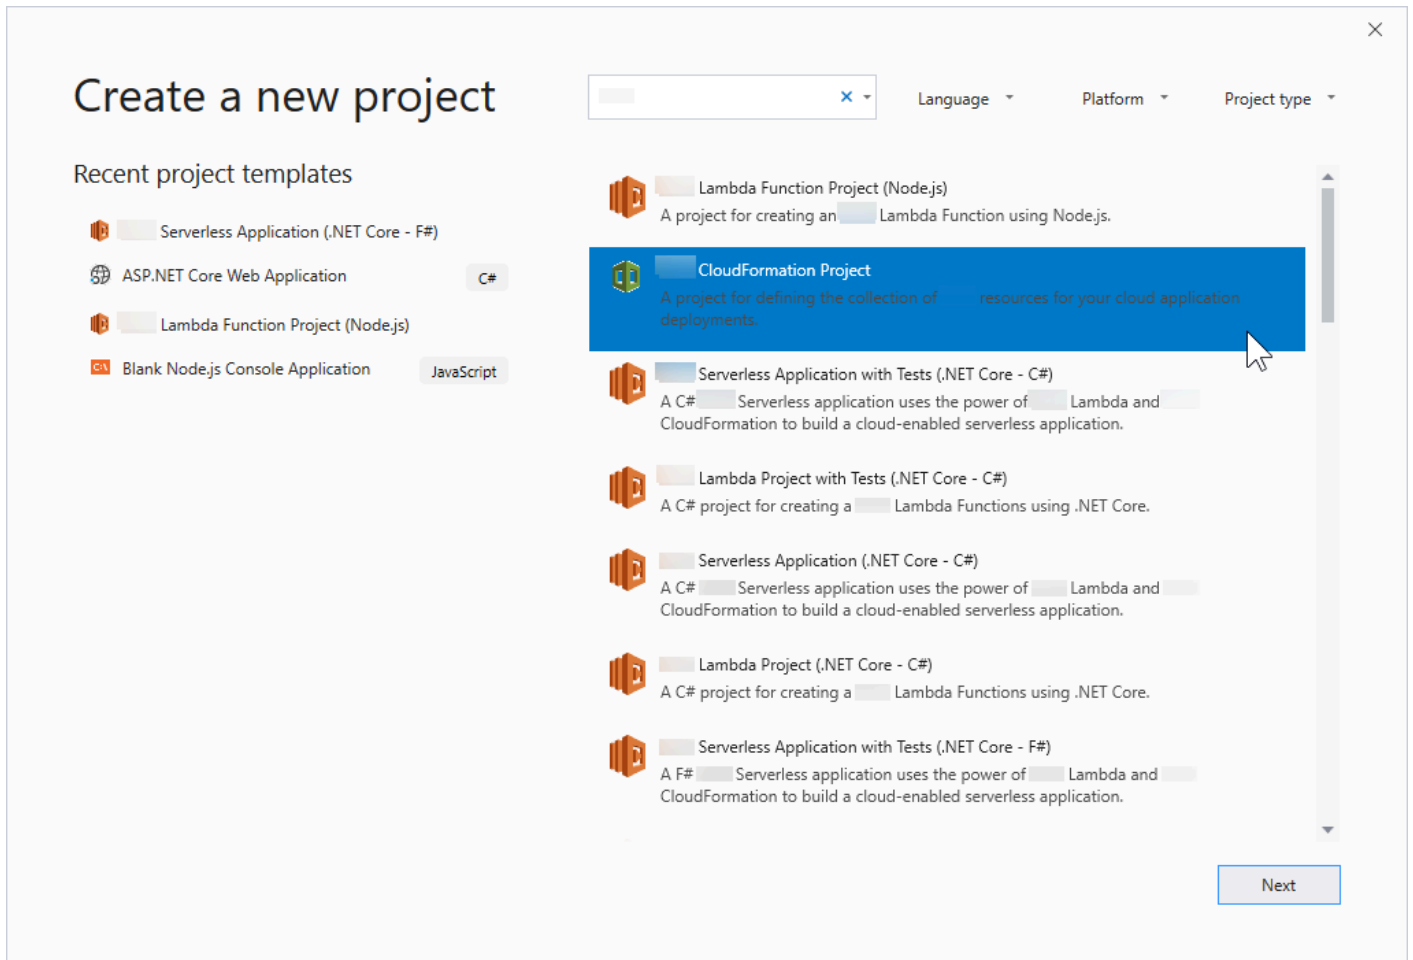 Create a new project
Language
Platform
Project type
Recent project templates
Serverless Application (.NET Core - F#)
ASP.NET Core Web Application
C#
Lambda Function Project (Node.js)
Blank Node.js Console Application
JavaScript
Lambda Function Project (Node.js)
A project for creating an Lambda Function using Node.js.
CloudFormation Project
A project for defining the collection of resources for your cloud application
deployments.
Serverless Application with Tests (.NET Core - C#)
A C# Serverless application uses the power of Lambda and
CloudFormation to build a cloud-enabled serverless application.
Lambda Project with Tests (.NET Core - C#)
A C# project for creating a Lambda Functions using .NET Core.
Serverless Application (.NET Core - C#)
A C# Serverless application uses the power of Lambda and
CloudFormation to build a cloud-enabled serverless application.
Lambda Project (.NET Core - C#)
A C# project for creating a Lambda Functions using .NET Core.
Serverless Application with Tests (.NET Core - F#)
A F# Serverless application uses the power of Lambda and
CloudFormation to build a cloud-enabled serverless application.
Next